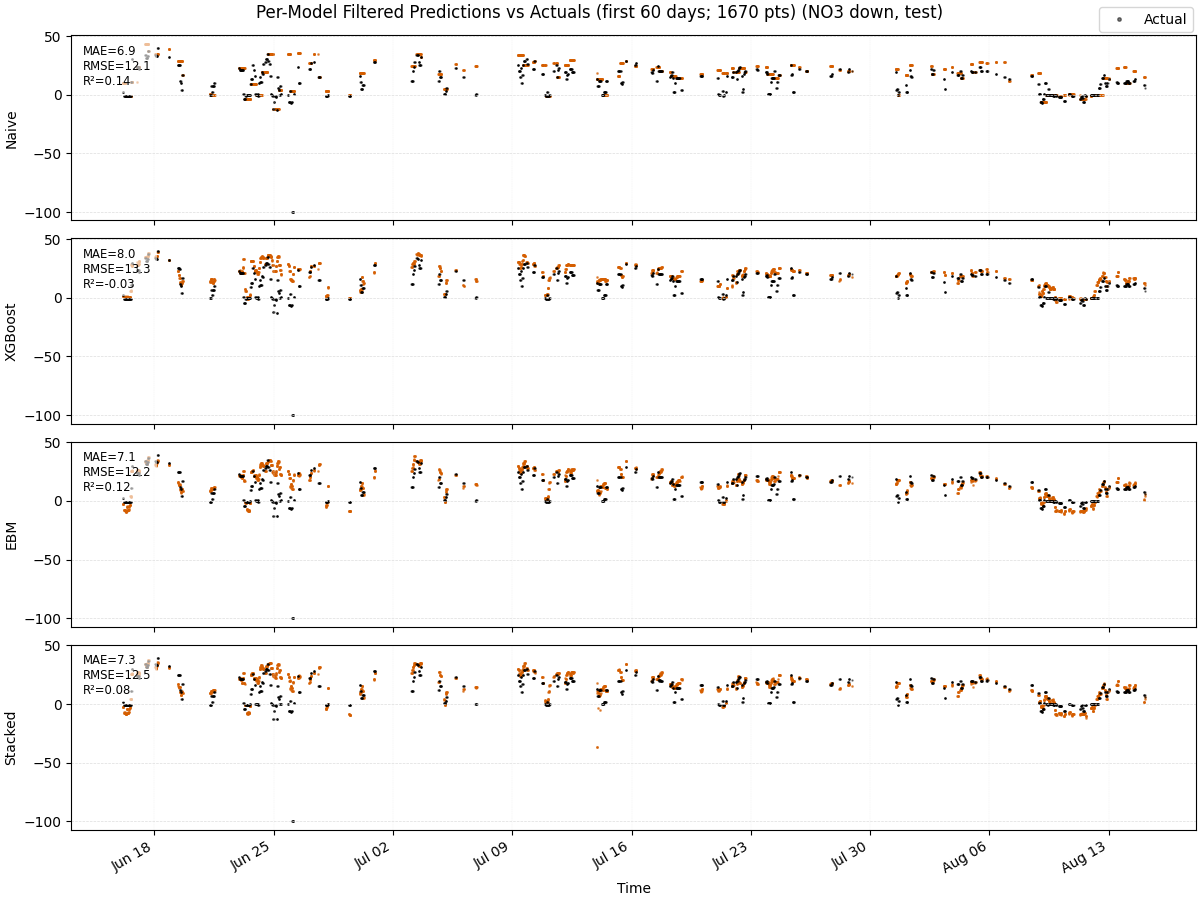 Per-Model Filtered Predictions vs Actuals (first 60 days; 1670 pts) (NO3 down, test)
Actual
50
0
−50
−100
Naive
MAE=6.9
RMSE=12.1
R²=0.14
50
0
−50
−100
XGBoost
MAE=8.0
RMSE=13.3
R²=-0.03
50
0
−50
−100
EBM
MAE=7.1
RMSE=12.2
R²=0.12
50
0
−50
−100
Stacked
MAE=7.3
RMSE=12.5
R²=0.08
Jun 18
Jun 25
Jul 02
Jul 09
Jul 16
Jul 23
Jul 30
Aug 06
Aug 13
Time